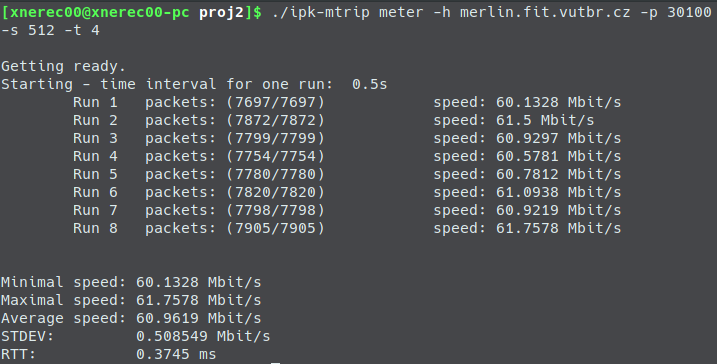 [xnerec00@xnerec00-pc proj2]$ ./ipk-mtrip meter -h merlin.fit.vutbr.cz -p 30100
-s 512 -t 4
Getting ready.
Starting - time interval for one run:  0.5s
Run 1   packets: (7697/7697)            speed: 60.1328 Mbit/s
Run 2   packets: (7872/7872)            speed: 61.5 Mbit/s
Run 3   packets: (7799/7799)            speed: 60.9297 Mbit/s
Run 4   packets: (7754/7754)            speed: 60.5781 Mbit/s
Run 5   packets: (7780/7780)            speed: 60.7812 Mbit/s
Run 6   packets: (7820/7820)            speed: 61.0938 Mbit/s
Run 7   packets: (7798/7798)            speed: 60.9219 Mbit/s
Run 8   packets: (7905/7905)            speed: 61.7578 Mbit/s
Minimal speed: 60.1328 Mbit/s
Maximal speed: 61.7578 Mbit/s
Average speed: 60.9619 Mbit/s
STDEV:         0.508549 Mbit/s
RTT:           0.3745 ms